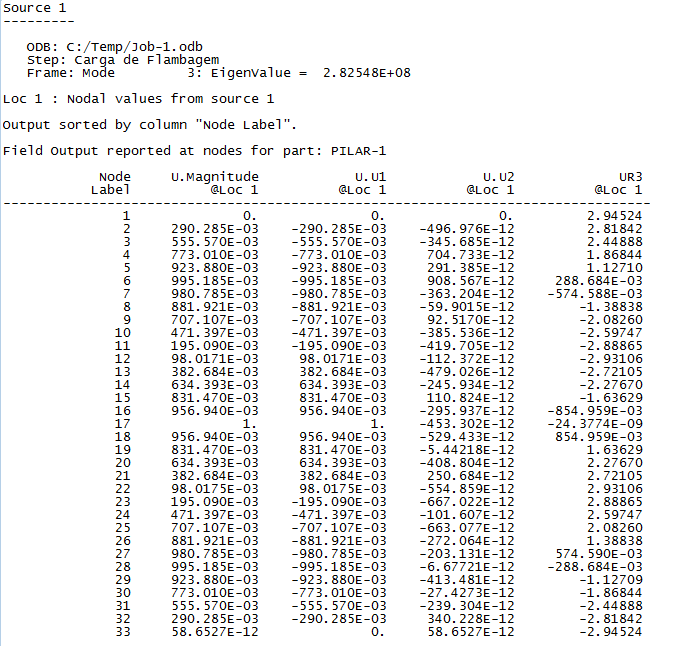 Source 1
---------
ODB: C:/Temp/Job-1.odb
Step: Carga de Flambagem
Frame: Mode         3: EigenValue =  2.82548E+08
Loc 1 : Nodal values from source 1
Output sorted by column "Node Label".
Field Output reported at nodes for part: PILAR-1
Node     U.Magnitude            U.U1            U.U2             UR3
Label          @Loc 1          @Loc 1          @Loc 1          @Loc 1
---------------------------------------------------------------------------------
1              0.              0.              0.         2.94524
2     290.285E-03    -290.285E-03    -496.976E-12         2.81842
3     555.570E-03    -555.570E-03    -345.685E-12         2.44888
4     773.010E-03    -773.010E-03     704.733E-12         1.86844
5     923.880E-03    -923.880E-03     291.385E-12         1.12710
6     995.185E-03    -995.185E-03     908.567E-12     288.684E-03
7     980.785E-03    -980.785E-03    -363.204E-12    -574.588E-03
8     881.921E-03    -881.921E-03    -59.9015E-12        -1.38838
9     707.107E-03    -707.107E-03     92.5170E-12        -2.08260
10     471.397E-03    -471.397E-03    -385.536E-12        -2.59747
11     195.090E-03    -195.090E-03    -419.705E-12        -2.88865
12     98.0171E-03     98.0171E-03    -112.372E-12        -2.93106
13     382.684E-03     382.684E-03    -479.026E-12        -2.72105
14     634.393E-03     634.393E-03    -245.934E-12        -2.27670
15     831.470E-03     831.470E-03     110.824E-12        -1.63629
16     956.940E-03     956.940E-03    -295.937E-12    -854.959E-03
17              1.              1.    -453.302E-12    -24.3774E-09
18     956.940E-03     956.940E-03    -529.433E-12     854.959E-03
19     831.470E-03     831.470E-03    -5.44218E-12         1.63629
20     634.393E-03     634.393E-03    -408.804E-12         2.27670
21     382.684E-03     382.684E-03     250.684E-12         2.72105
22     98.0175E-03     98.0175E-03    -554.859E-12         2.93106
23     195.090E-03    -195.090E-03    -667.022E-12         2.88865
24     471.397E-03    -471.397E-03    -101.607E-12         2.59747
25     707.107E-03    -707.107E-03    -663.077E-12         2.08260
26     881.921E-03    -881.921E-03    -272.064E-12         1.38838
27     980.785E-03    -980.785E-03    -203.131E-12     574.590E-03
28     995.185E-03    -995.185E-03    -6.67721E-12    -288.684E-03
29     923.880E-03    -923.880E-03    -413.481E-12        -1.12709
30     773.010E-03    -773.010E-03    -27.4273E-12        -1.86844
31     555.570E-03    -555.570E-03    -239.304E-12        -2.44888
32     290.285E-03    -290.285E-03     340.228E-12        -2.81842
33     58.6527E-12              0.     58.6527E-12        -2.94524